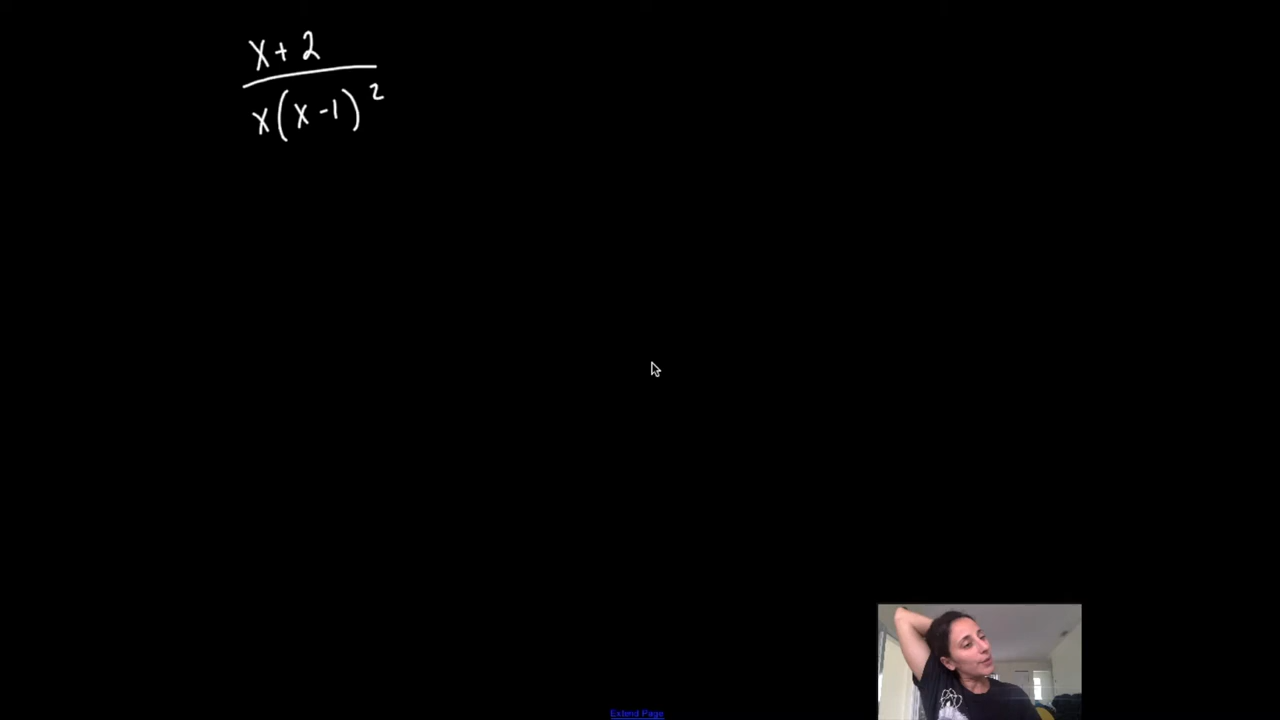 x + 2
x(x - 1)²
Extend Page